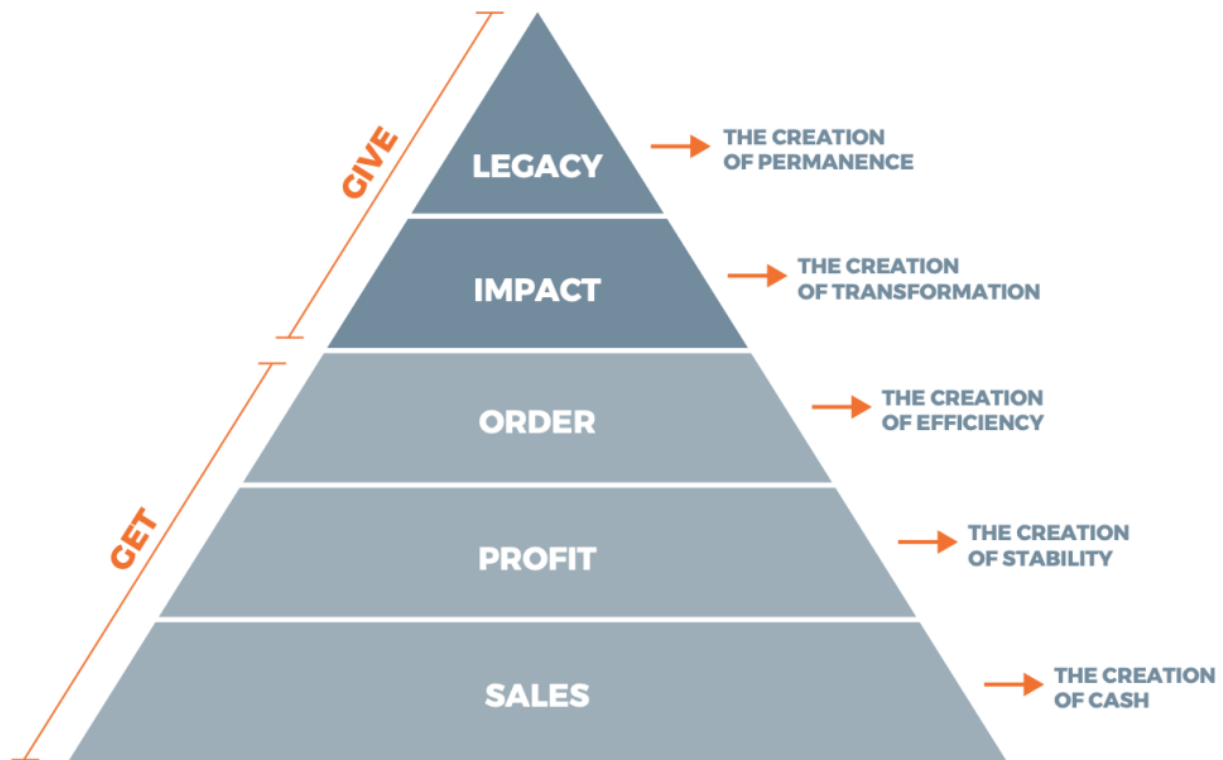 GIVE
LEGACY
THE CREATION
OF PERMANENCE
IMPACT
THE CREATION
OF TRANSFORMATION
GET
ORDER
THE CREATION
OF EFFICIENCY
PROFIT
THE CREATION
OF STABILITY
SALES
THE CREATION
OF CASH